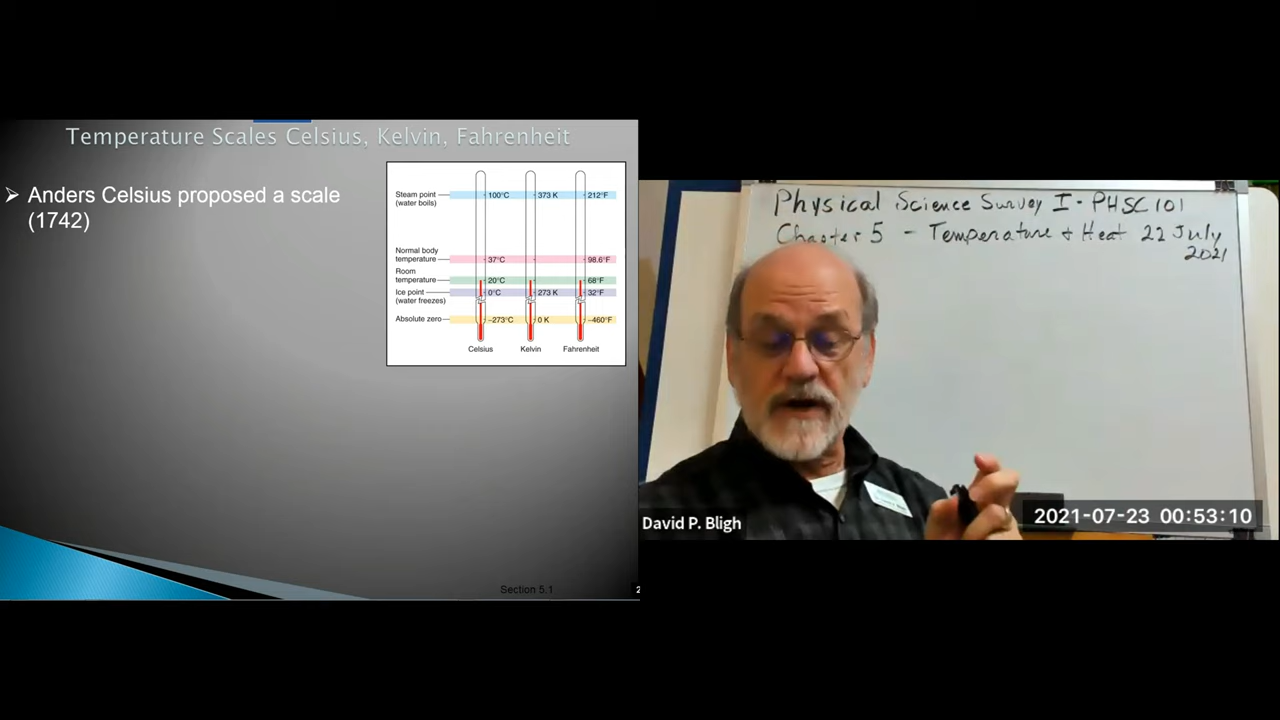 Temperature Scales Celsius, Kelvin, Fahrenheit
➢ Anders Celsius proposed a scale
(1742)
Steam point
(water boils)
100°C
373 K
212°F
Normal body
temperature
37°C
98.6°F
Room
temperature
20°C
68°F
Ice point
(water freezes)
0°C
273 K
32°F
Absolute zero
−273°C
0 K
−460°F
Celsius
Kelvin
Fahrenheit
Section 5.1
2
Physical Science Survey I - PHSC 101
Chapter 5 - Temperature + Heat 22 July
2021
David P. Bligh
2021-07-23 00:53:10